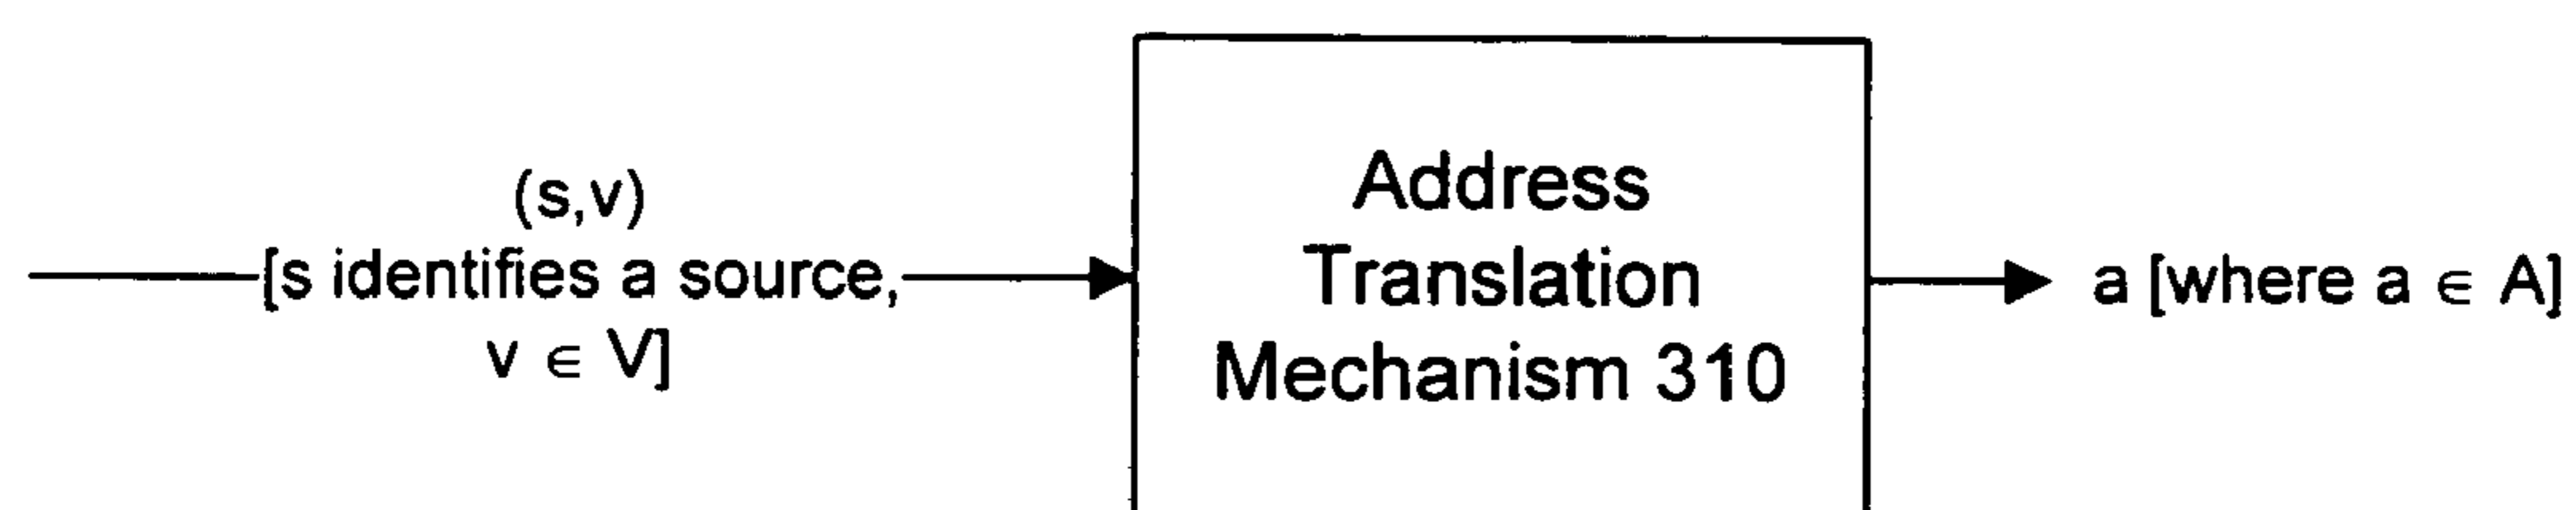 (s,v)
[s identifies a source,
v ∈ V]
Address
Translation
Mechanism 310
a [where a ∈ A]